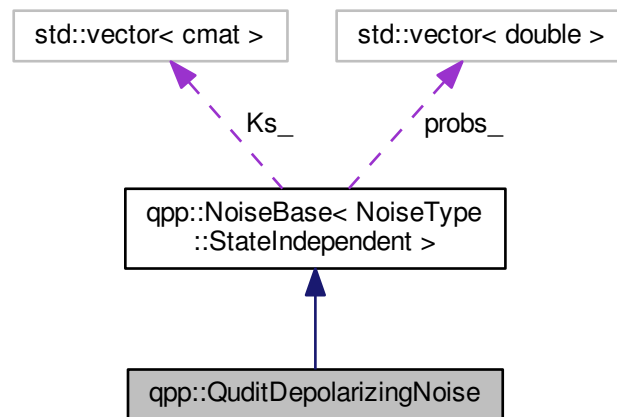 std::vector< cmat >
std::vector< double >
Ks_
probs_
qpp::NoiseBase< NoiseType
::StateIndependent >
qpp::QuditDepolarizingNoise